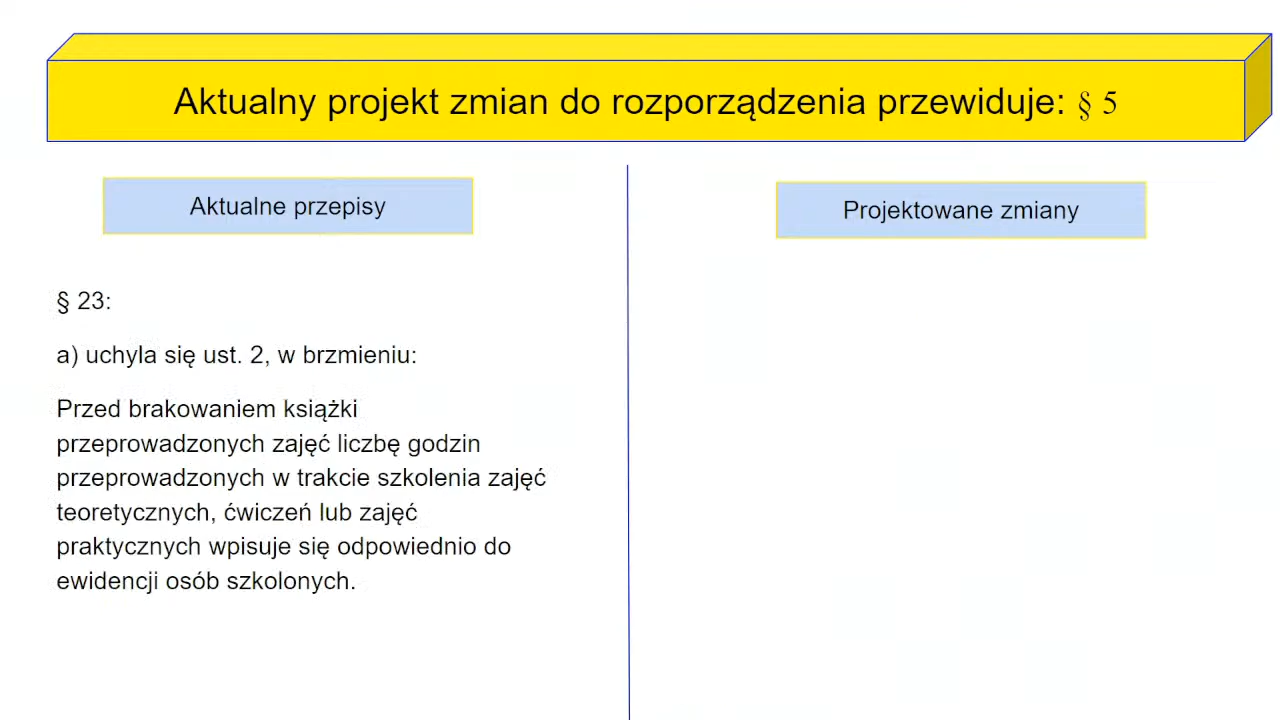 Aktualny projekt zmian do rozporządzenia przewiduje: § 5
Aktualne przepisy
§ 23:
a) uchyla się ust. 2, w brzmieniu:
Przed brakowaniem książki
przeprowadzonych zajęć liczbę godzin
przeprowadzonych w trakcie szkolenia zajęć
teoretycznych, ćwiczeń lub zajęć
praktycznych wpisuje się odpowiednio do
ewidencji osób szkolonych.
Projektowane zmiany